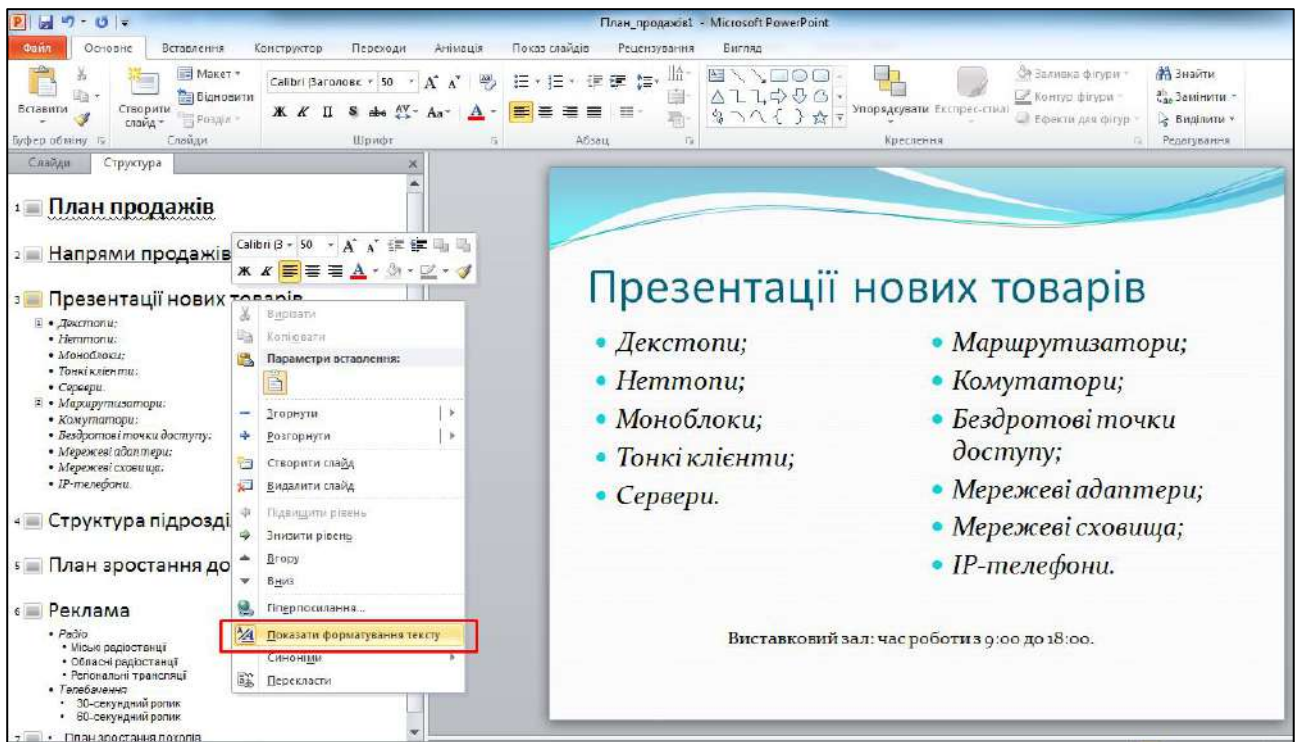 План_продажів1 - Microsoft PowerPoint
Файл Основне Вставлення Конструктор Переходи Анімація Показ слайдів Рецензування Вигляд
Вставити
Створити слайд
Макет
Відновити
Розділ
Calibri (Заголовк 50
Ж К П S abc AV Aa A
Упорядкувати Експрес-стилі
Заливка фігури
Контур фігури
Ефекти для фігур
Знайти
Замінити
Виділити
Буфер обміну Слайди Шрифт Абзац Креслення Редагування
Слайди Структура
1 План продажів
2 Напрями продажів
3 Презентації нових товарів
• Декстопи;
• Неттопи;
• Моноблоки;
• Тонкі клієнти;
• Сервери.
• Маршрутизатори;
• Комутатори;
• Бездротові точки доступу;
• Мережеві адаптери;
• Мережеві сховища;
• IP-телефони.
4 Структура підрозді
5 План зростання до
6 Реклама
• Радіо
• Міські радіостанції
• Обласні радіостанції
• Регіональні трансляції
• Телебачення
• 30-секундний ролик
• 60-секундний ролик
7 • План зростання доходів
Calibri (З 50
Ж К
Вирізати
Копіювати
Параметри вставлення:
Згорнути
Розгорнути
Створити слайд
Видалити слайд
Підвищити рівень
Знизити рівень
Вгору
Вниз
Гіперпосилання...
Показати форматування тексту
Синоніми
Перекласти
Презентації нових товарів
• Декстопи;
• Неттопи;
• Моноблоки;
• Тонкі клієнти;
• Сервери.
• Маршрутизатори;
• Комутатори;
• Бездротові точки
доступу;
• Мережеві адаптери;
• Мережеві сховища;
• IP-телефони.
Виставковий зал: час роботи з 9:00 до 18:00.